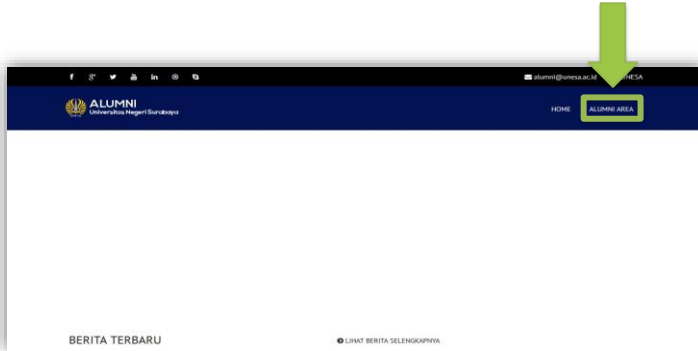 alumni@unesa.ac.id
ALUMNI
Universitas Negeri Surabaya
HOME ALUMNI AREA
BERITA TERBARU
LIHAT BERITA SELENGKAPNYA